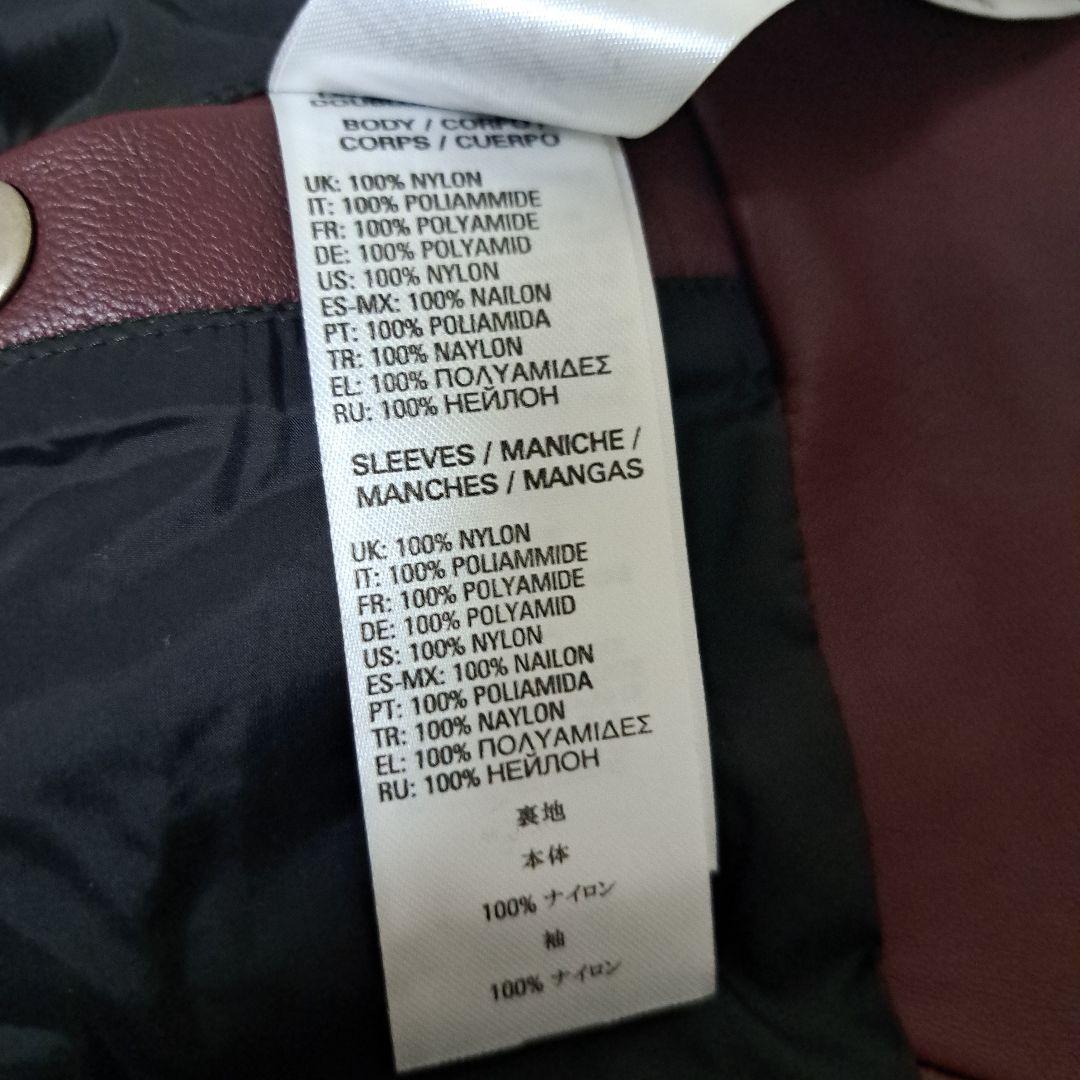 BODY / CORPO /
CORPS / CUERPO
UK: 100% NYLON
IT: 100% POLIAMMIDE
FR: 100% POLYAMIDE
DE: 100% POLYAMID
US: 100% NYLON
ES-MX: 100% NAILON
PT: 100% POLIAMIDA
TR: 100% NAYLON
EL: 100% ΠΟΛΥΑΜΙΔΕΣ
RU: 100% НЕЙЛОН
SLEEVES / MANICHE /
MANCHES / MANGAS
UK: 100% NYLON
IT: 100% POLIAMMIDE
FR: 100% POLYAMIDE
DE: 100% POLYAMID
US: 100% NYLON
ES-MX: 100% NAILON
PT: 100% POLIAMIDA
TR: 100% NAYLON
EL: 100% ΠΟΛΥΑΜΙΔΕΣ
RU: 100% НЕЙЛОН
裏地
本体
100% ナイロン
袖
100% ナイロン